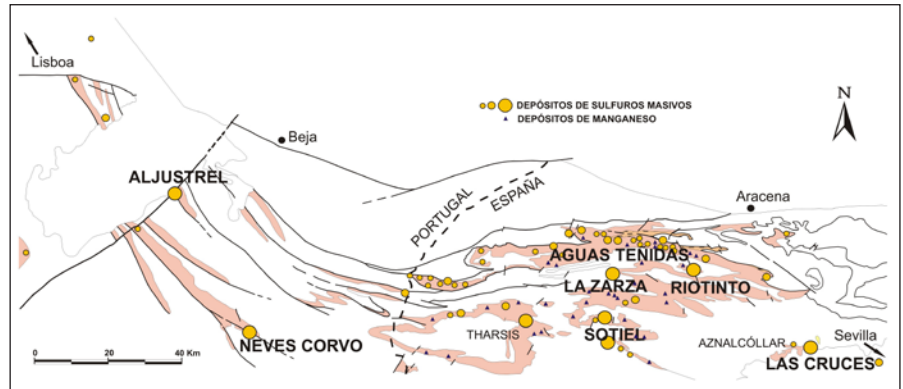 Lisboa
N
DEPÓSITOS DE SULFUROS MASIVOS
DEPÓSITOS DE MANGANESO
Beja
ALJUSTREL
PORTUGAL
ESPAÑA
Aracena
AGUAS TEÑIDAS
LA ZARZA
RIOTINTO
THARSIS
SOTIEL
NEVES CORVO
AZNALCÓLLAR
Sevilla
LAS CRUCES
0 20 40 Km